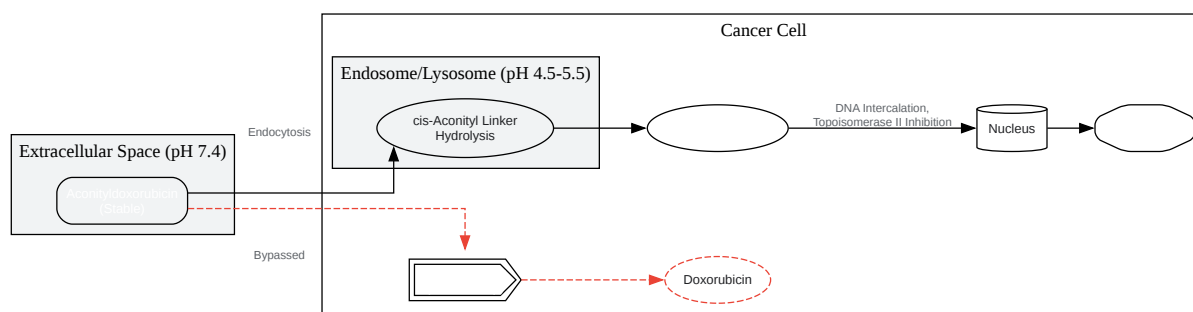 Cancer Cell
Endosome/Lysosome (pH 4.5-5.5)
cis-Aconityl Linker
Hydrolysis
DNA Intercalation,
Topoisomerase II Inhibition
Nucleus
Endocytosis
Extracellular Space (pH 7.4)
Aconityldoxorubicin
(Stable)
Bypassed
Doxorubicin